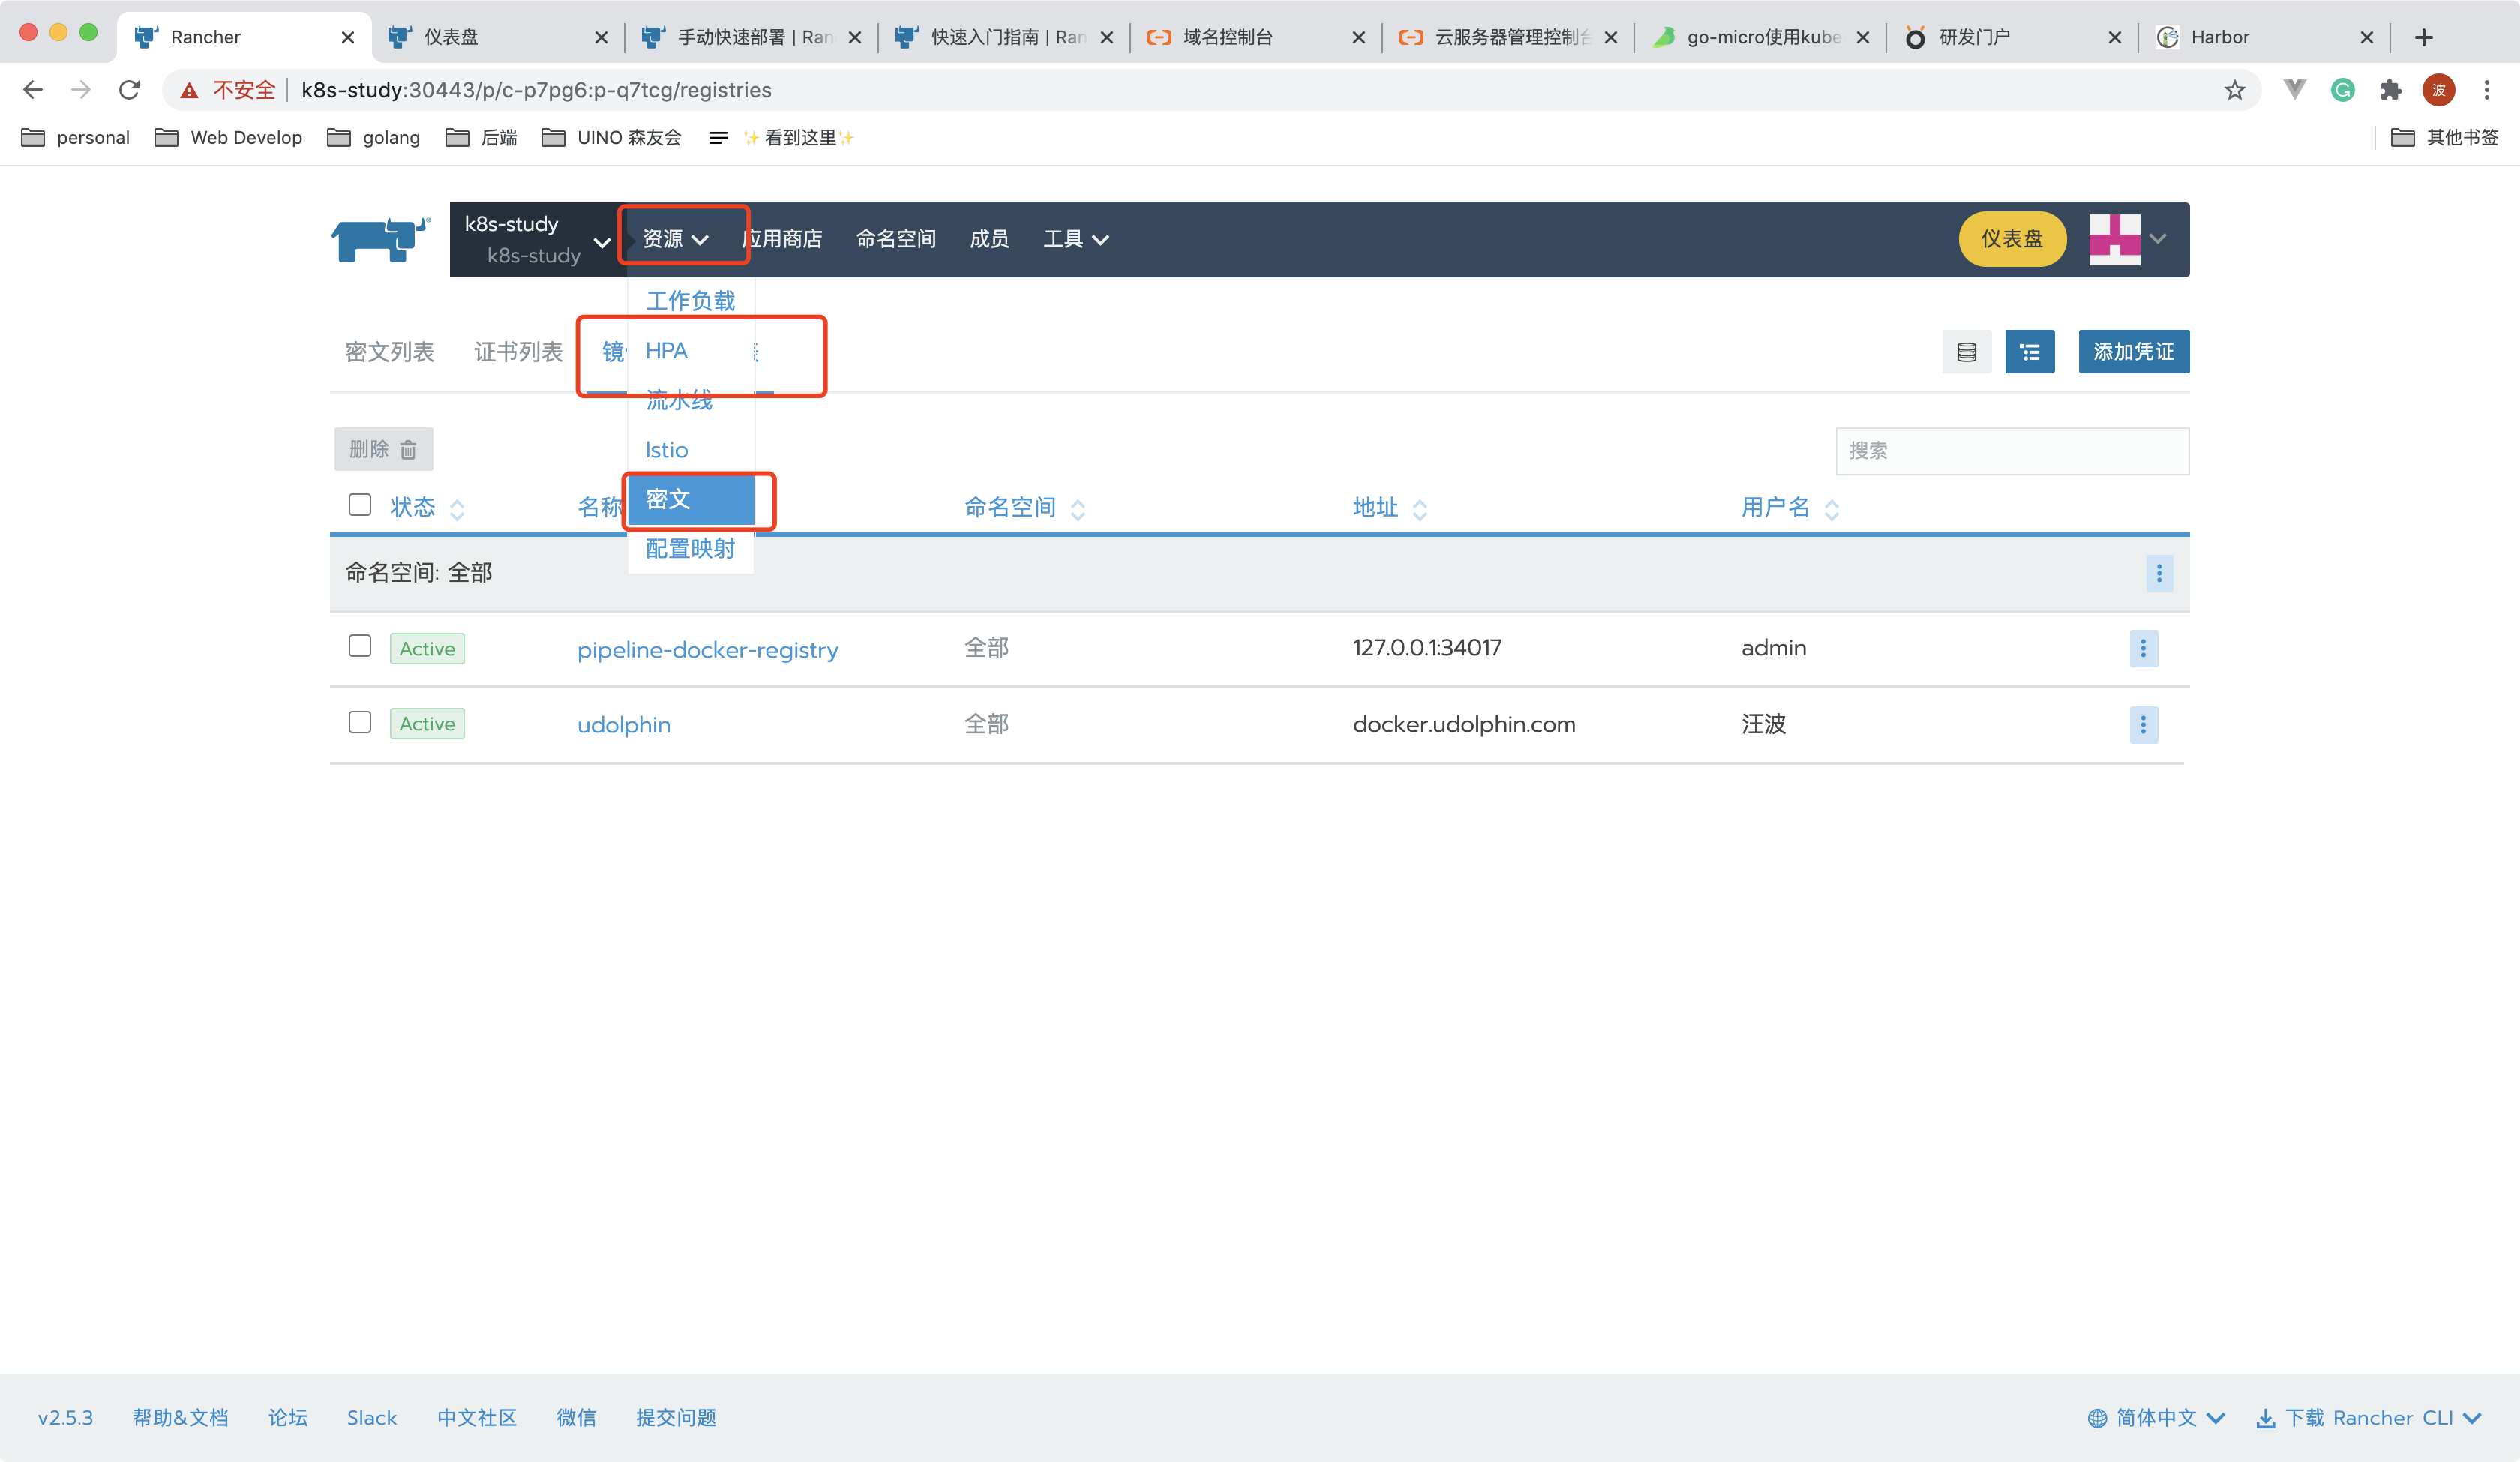 Rancher
仪表盘
手动快速部署 | Ran
快速入门指南 | Ran
域名控制台
云服务器管理控制台
go-micro使用kube
研发门户
Harbor
不安全 k8s-study:30443/p/c-p7pg6:p-q7tcg/registries
波
personal Web Develop golang 后端 UINO 森友会 ✨看到这里✨ 其他书签
k8s-study
k8s-study
资源 应用商店 命名空间 成员 工具 仪表盘
工作负载
密文列表 证书列表 HPA 添加凭证
流水线
Istio
密文
配置映射
删除 搜索
状态 名称 命名空间 地址 用户名
命名空间: 全部
Active pipeline-docker-registry 全部 127.0.0.1:34017 admin
Active udolphin 全部 docker.udolphin.com 汪波
v2.5.3 帮助&文档 论坛 Slack 中文社区 微信 提交问题 简体中文 下载 Rancher CLI